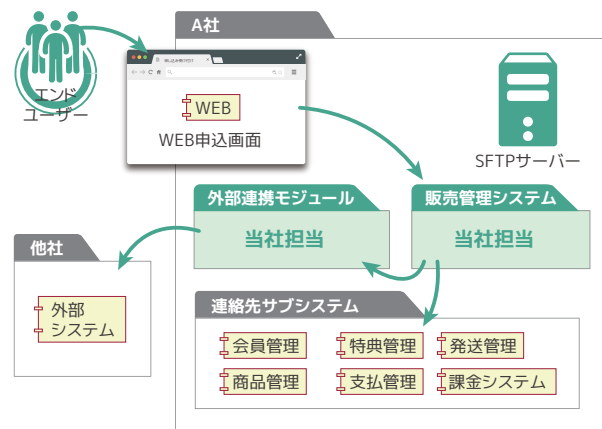 A社
エンド
ユーザー
WEB
WEB申込画面
SFTPサーバー
外部連携モジュール
当社担当
販売管理システム
当社担当
他社
外部
システム
連絡先サブシステム
会員管理
特典管理
発送管理
商品管理
支払管理
課金システム